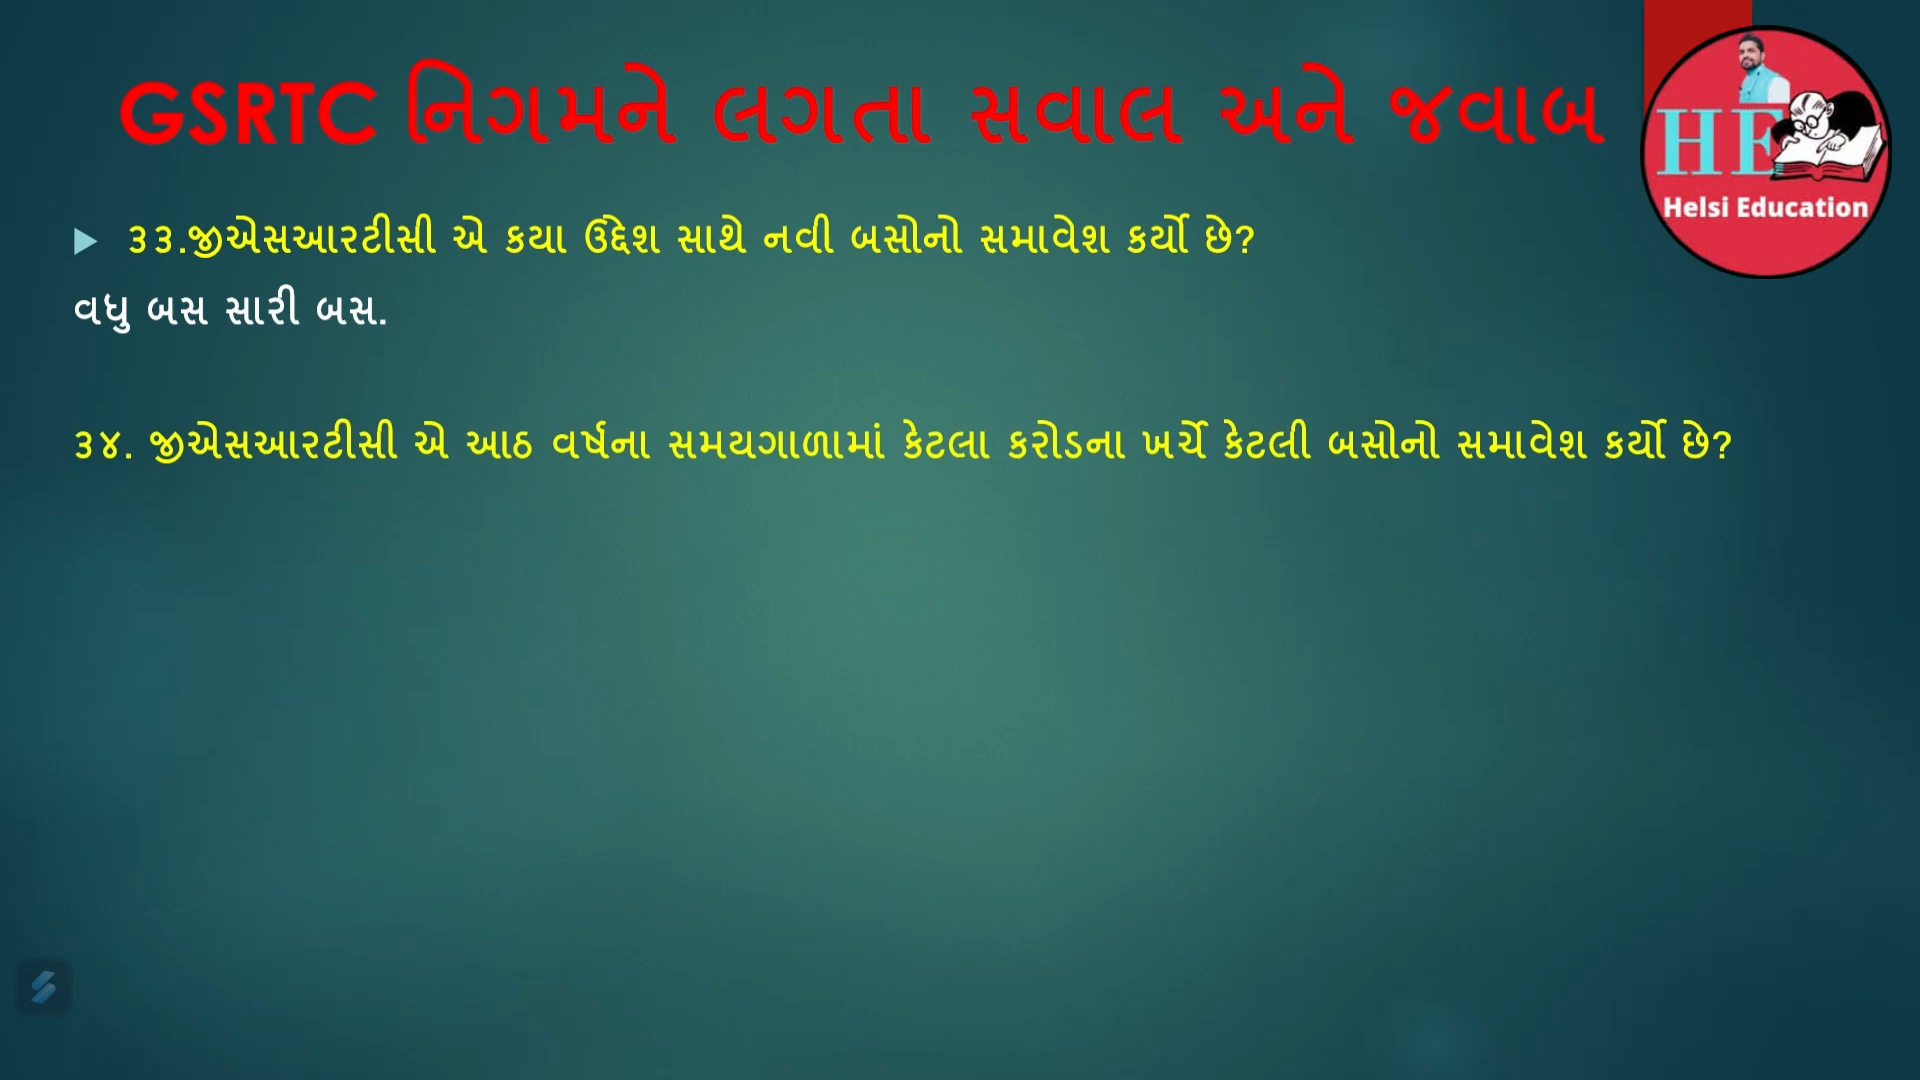 GSRTC નિગમને લગતા સવાલ અને જવાબ
HE
Helsi Education
૩૩.જીએસઆરટીસી એ કયા ઉદ્દેશ સાથે નવી બસોનો સમાવેશ કર્યો છે?
વધુ બસ સારી બસ.
૩૪. જીએસઆરટીસી એ આઠ વર્ષના સમયગાળામાં કેટલા કરોડના ખર્ચે કેટલી બસોનો સમાવેશ કર્યો છે?